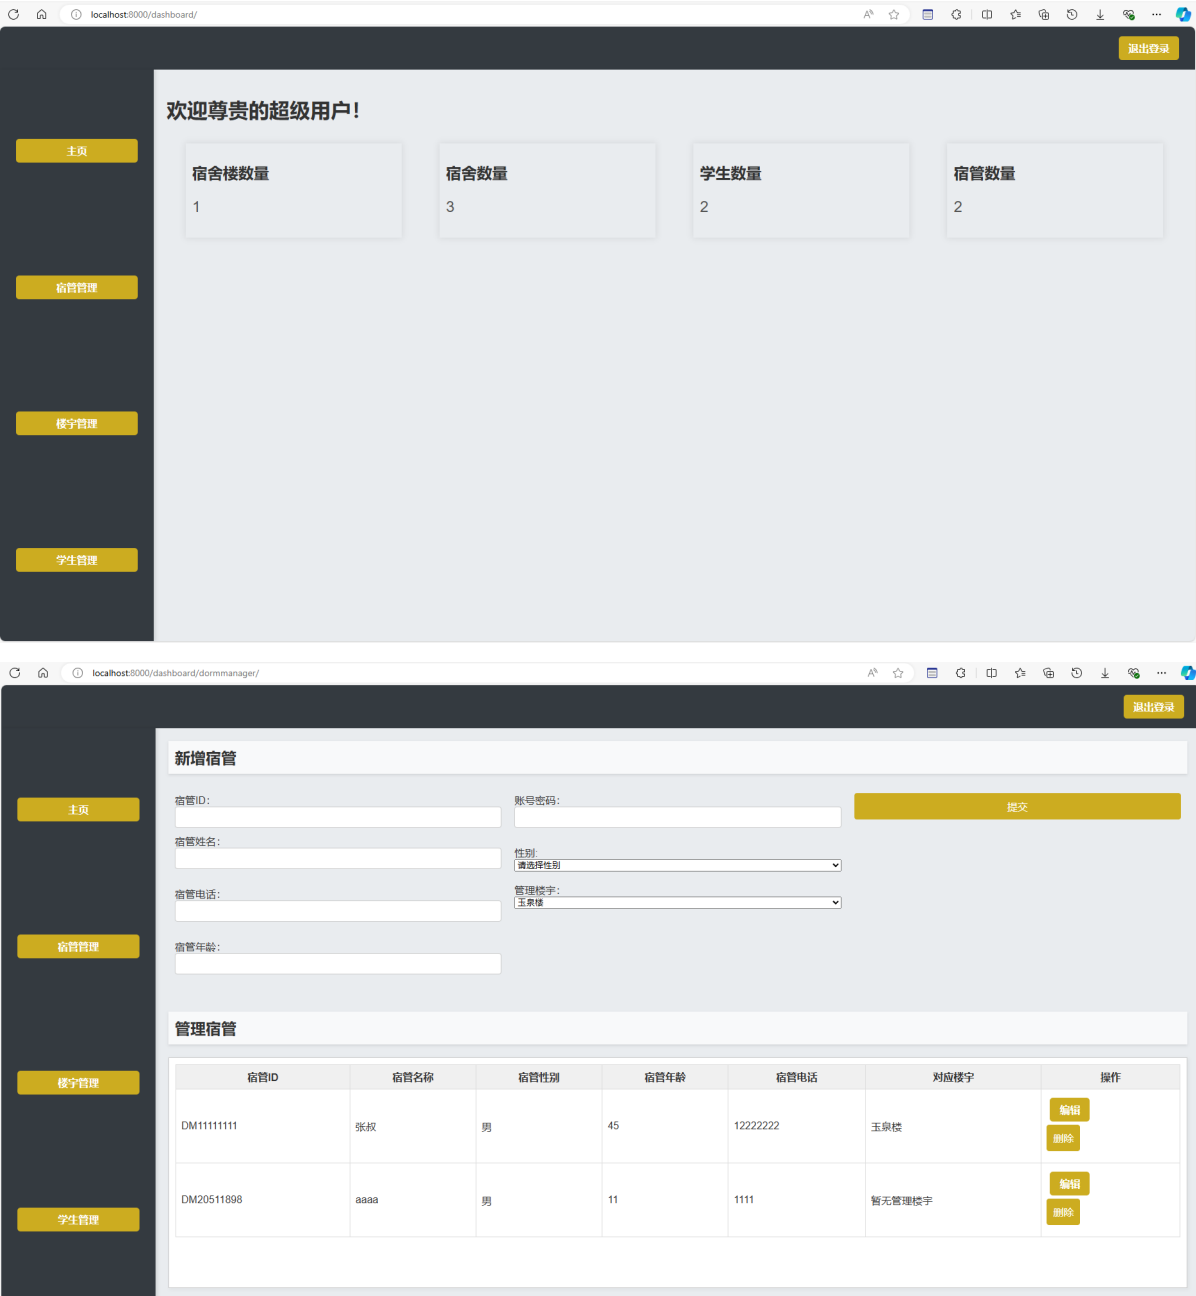 localhost:8000/dashboard/
退出登录
欢迎尊贵的超级用户!
主页
宿舍楼数量
宿舍数量
学生数量
宿管数量
1
3
2
2
宿管管理
楼宇管理
学生管理
localhost:8000/dashboard/dormmanager/
退出登录
新增宿管
主页
宿管ID:
账号密码:
提交
宿管姓名:
性别:
请选择性别
宿管电话:
管理楼宇:
玉泉楼
宿管管理
宿管年龄:
管理宿管
楼宇管理
宿管ID 宿管名称 宿管性别 宿管年龄 宿管电话 对应楼宇 操作
DM11111111 张叔 男 45 12222222 玉泉楼 编辑
删除
DM20511898 aaaa 男 11 1111 暂无管理楼宇 编辑
删除
学生管理